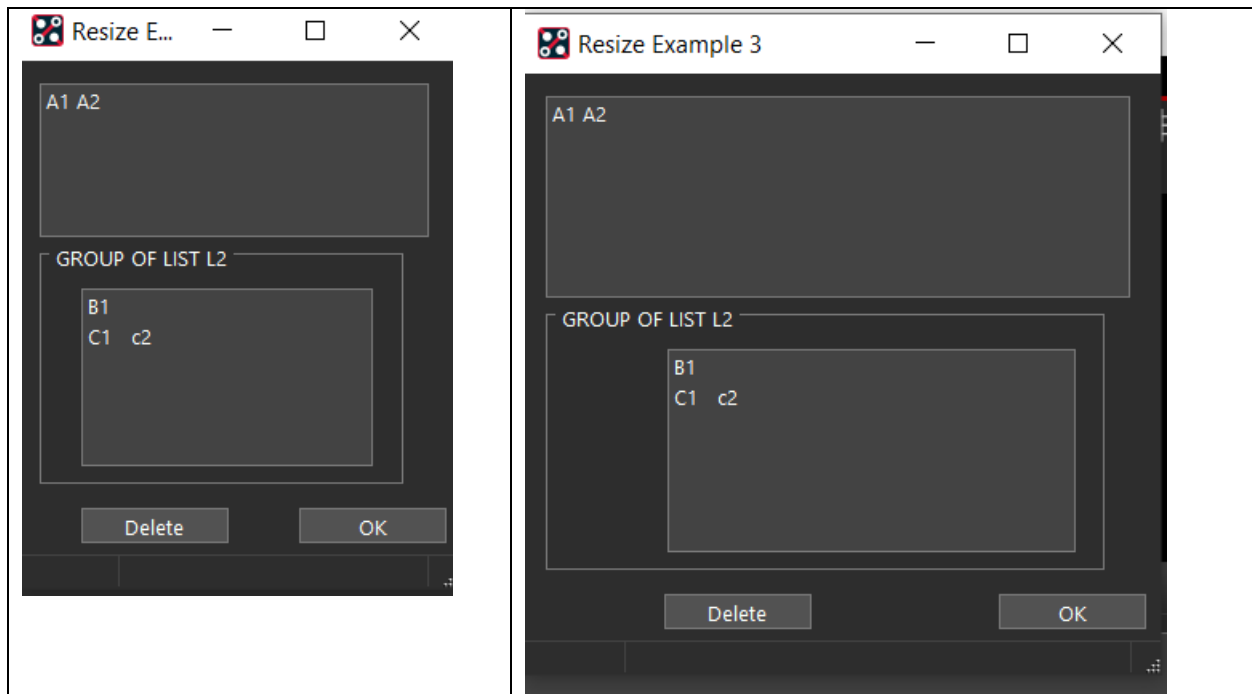 Resize E...
A1 A2
GROUP OF LIST L2
B1
C1 c2
Delete OK
Resize Example 3
A1 A2
GROUP OF LIST L2
B1
C1 c2
Delete OK